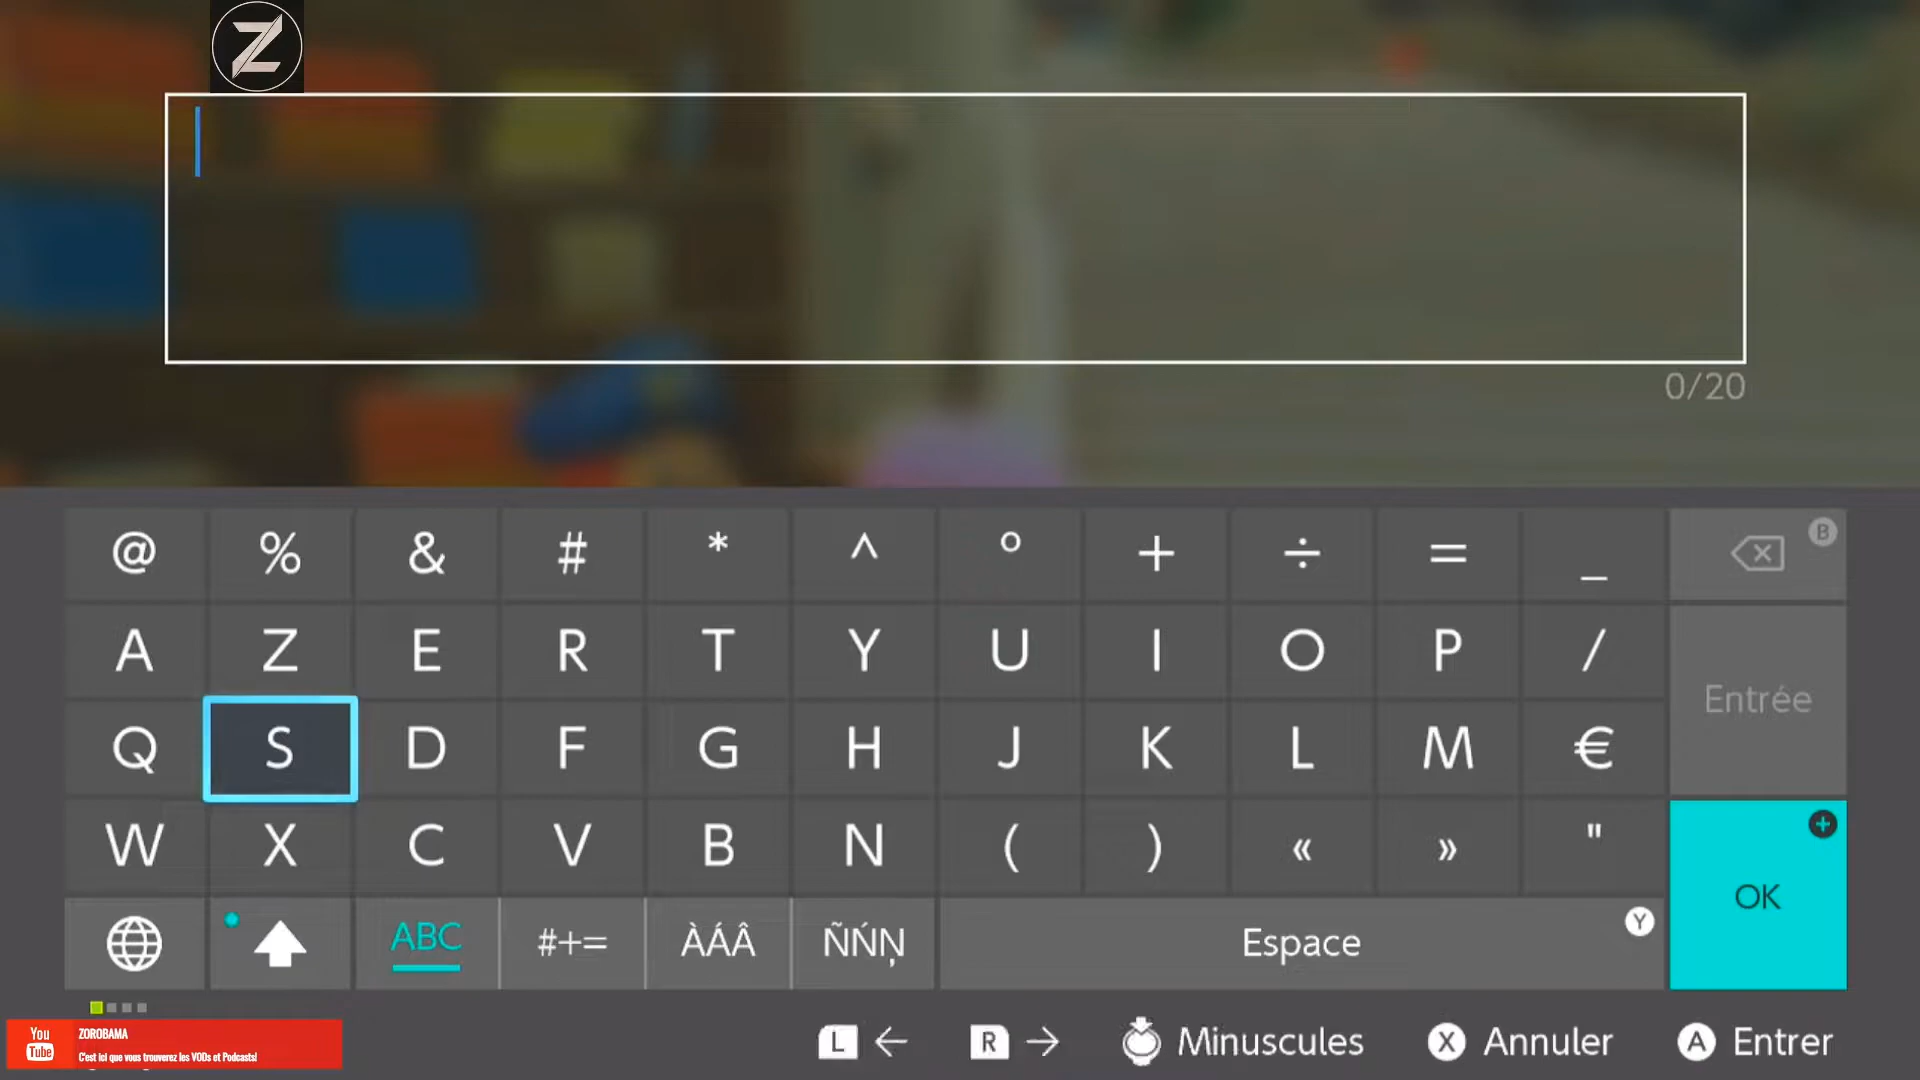 Z
0/20
@ % & # * ^ ° + ÷ = _ B
A Z E R T Y U I O P /
Entrée
Q S D F G H J K L M €
W X C V B N ( ) « » " +
OK
ABC #+= ÀÁÂ ÑŃŅ Espace Y
You Tube
ZOROBAMA
C'est ici que vous trouverez les VODs et Podcasts!
L ← R → Minuscules X Annuler A Entrer